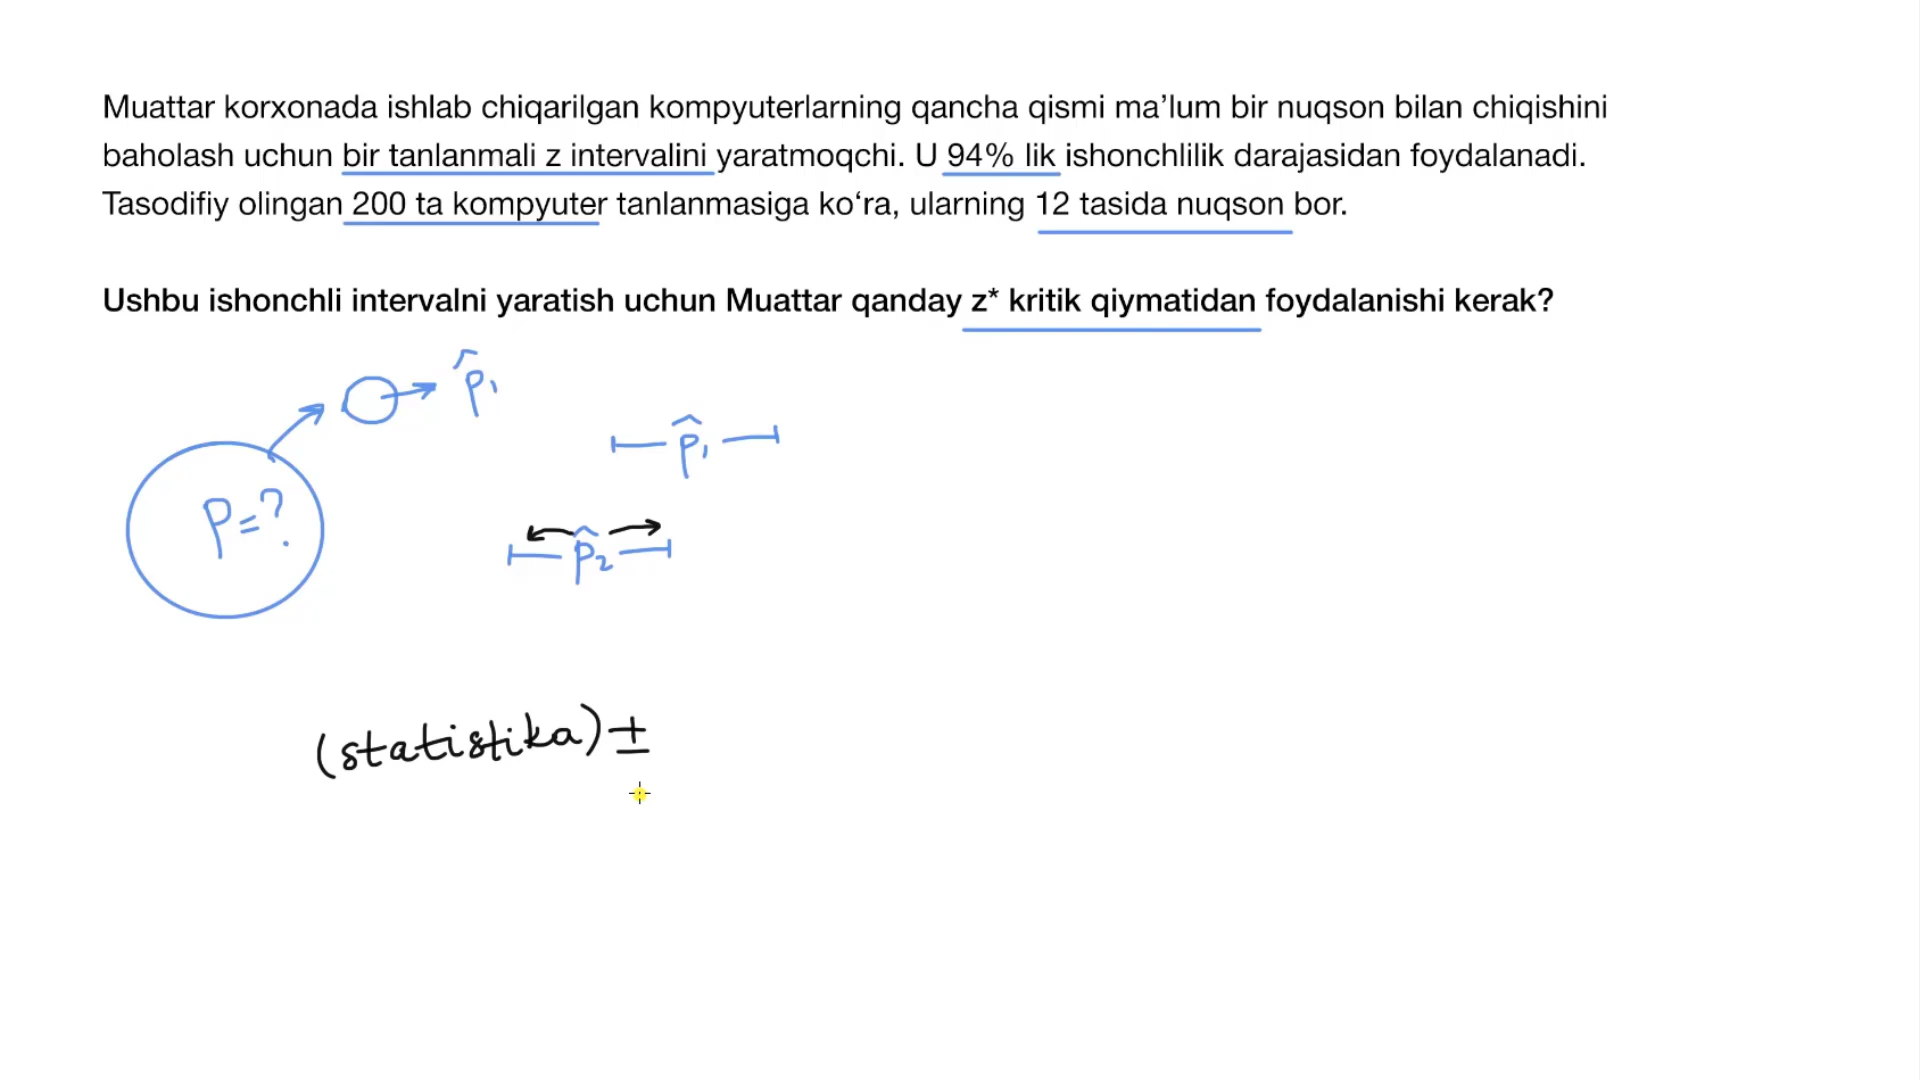 Muattar korxonada ishlab chiqarilgan kompyuterlarning qancha qismi ma’lum bir nuqson bilan chiqishini
baholash uchun bir tanlanmali z intervalini yaratmoqchi. U 94% lik ishonchlilik darajasidan foydalanadi.
Tasodifiy olingan 200 ta kompyuter tanlanmasiga ko‘ra, ularning 12 tasida nuqson bor.
Ushbu ishonchli intervalni yaratish uchun Muattar qanday z* kritik qiymatidan foydalanishi kerak?
p̂₁
p̂₁
P=?
p̂₂
(statistika) ±